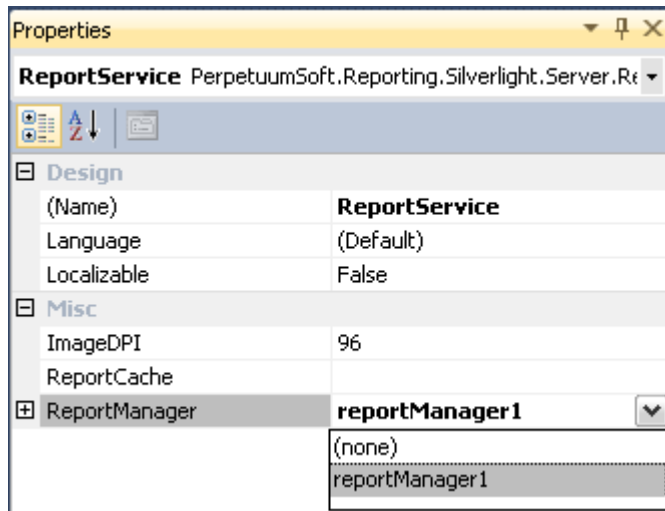 Properties
ReportService PerpetuumSoft.Reporting.Silverlight.Server.Re
Design
(Name) ReportService
Language (Default)
Localizable False
Misc
ImageDPI 96
ReportCache
ReportManager reportManager1
(none)
reportManager1